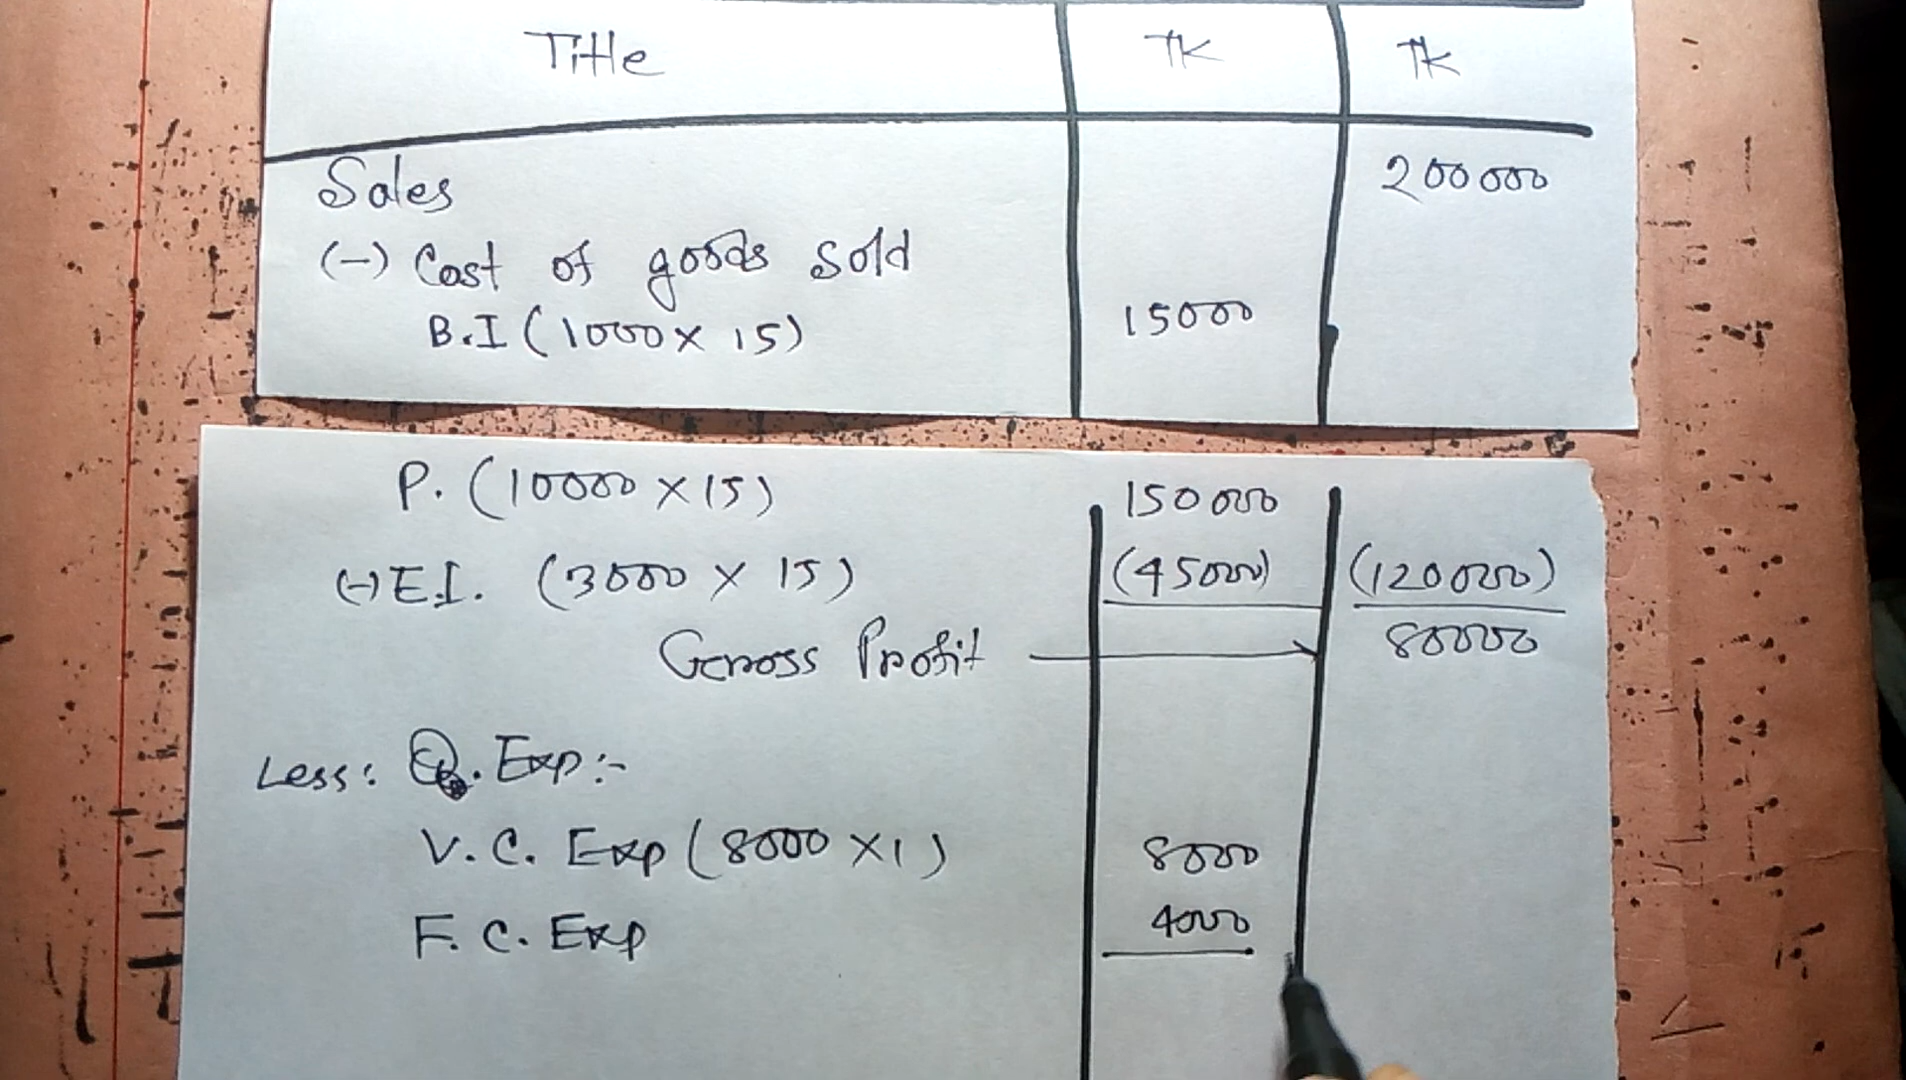 Title TK TK
Sales 200000
(-) Cost of goods sold
B.I (1000 × 15) 15000
P. (10000 × 15) 150000
(-) E.I. (3000 × 15) (45000) (120000)
Gross Profit 80000
Less: O. Exp :-
V. C. Exp (8000 × 1) 8000
F. C. Exp 4000